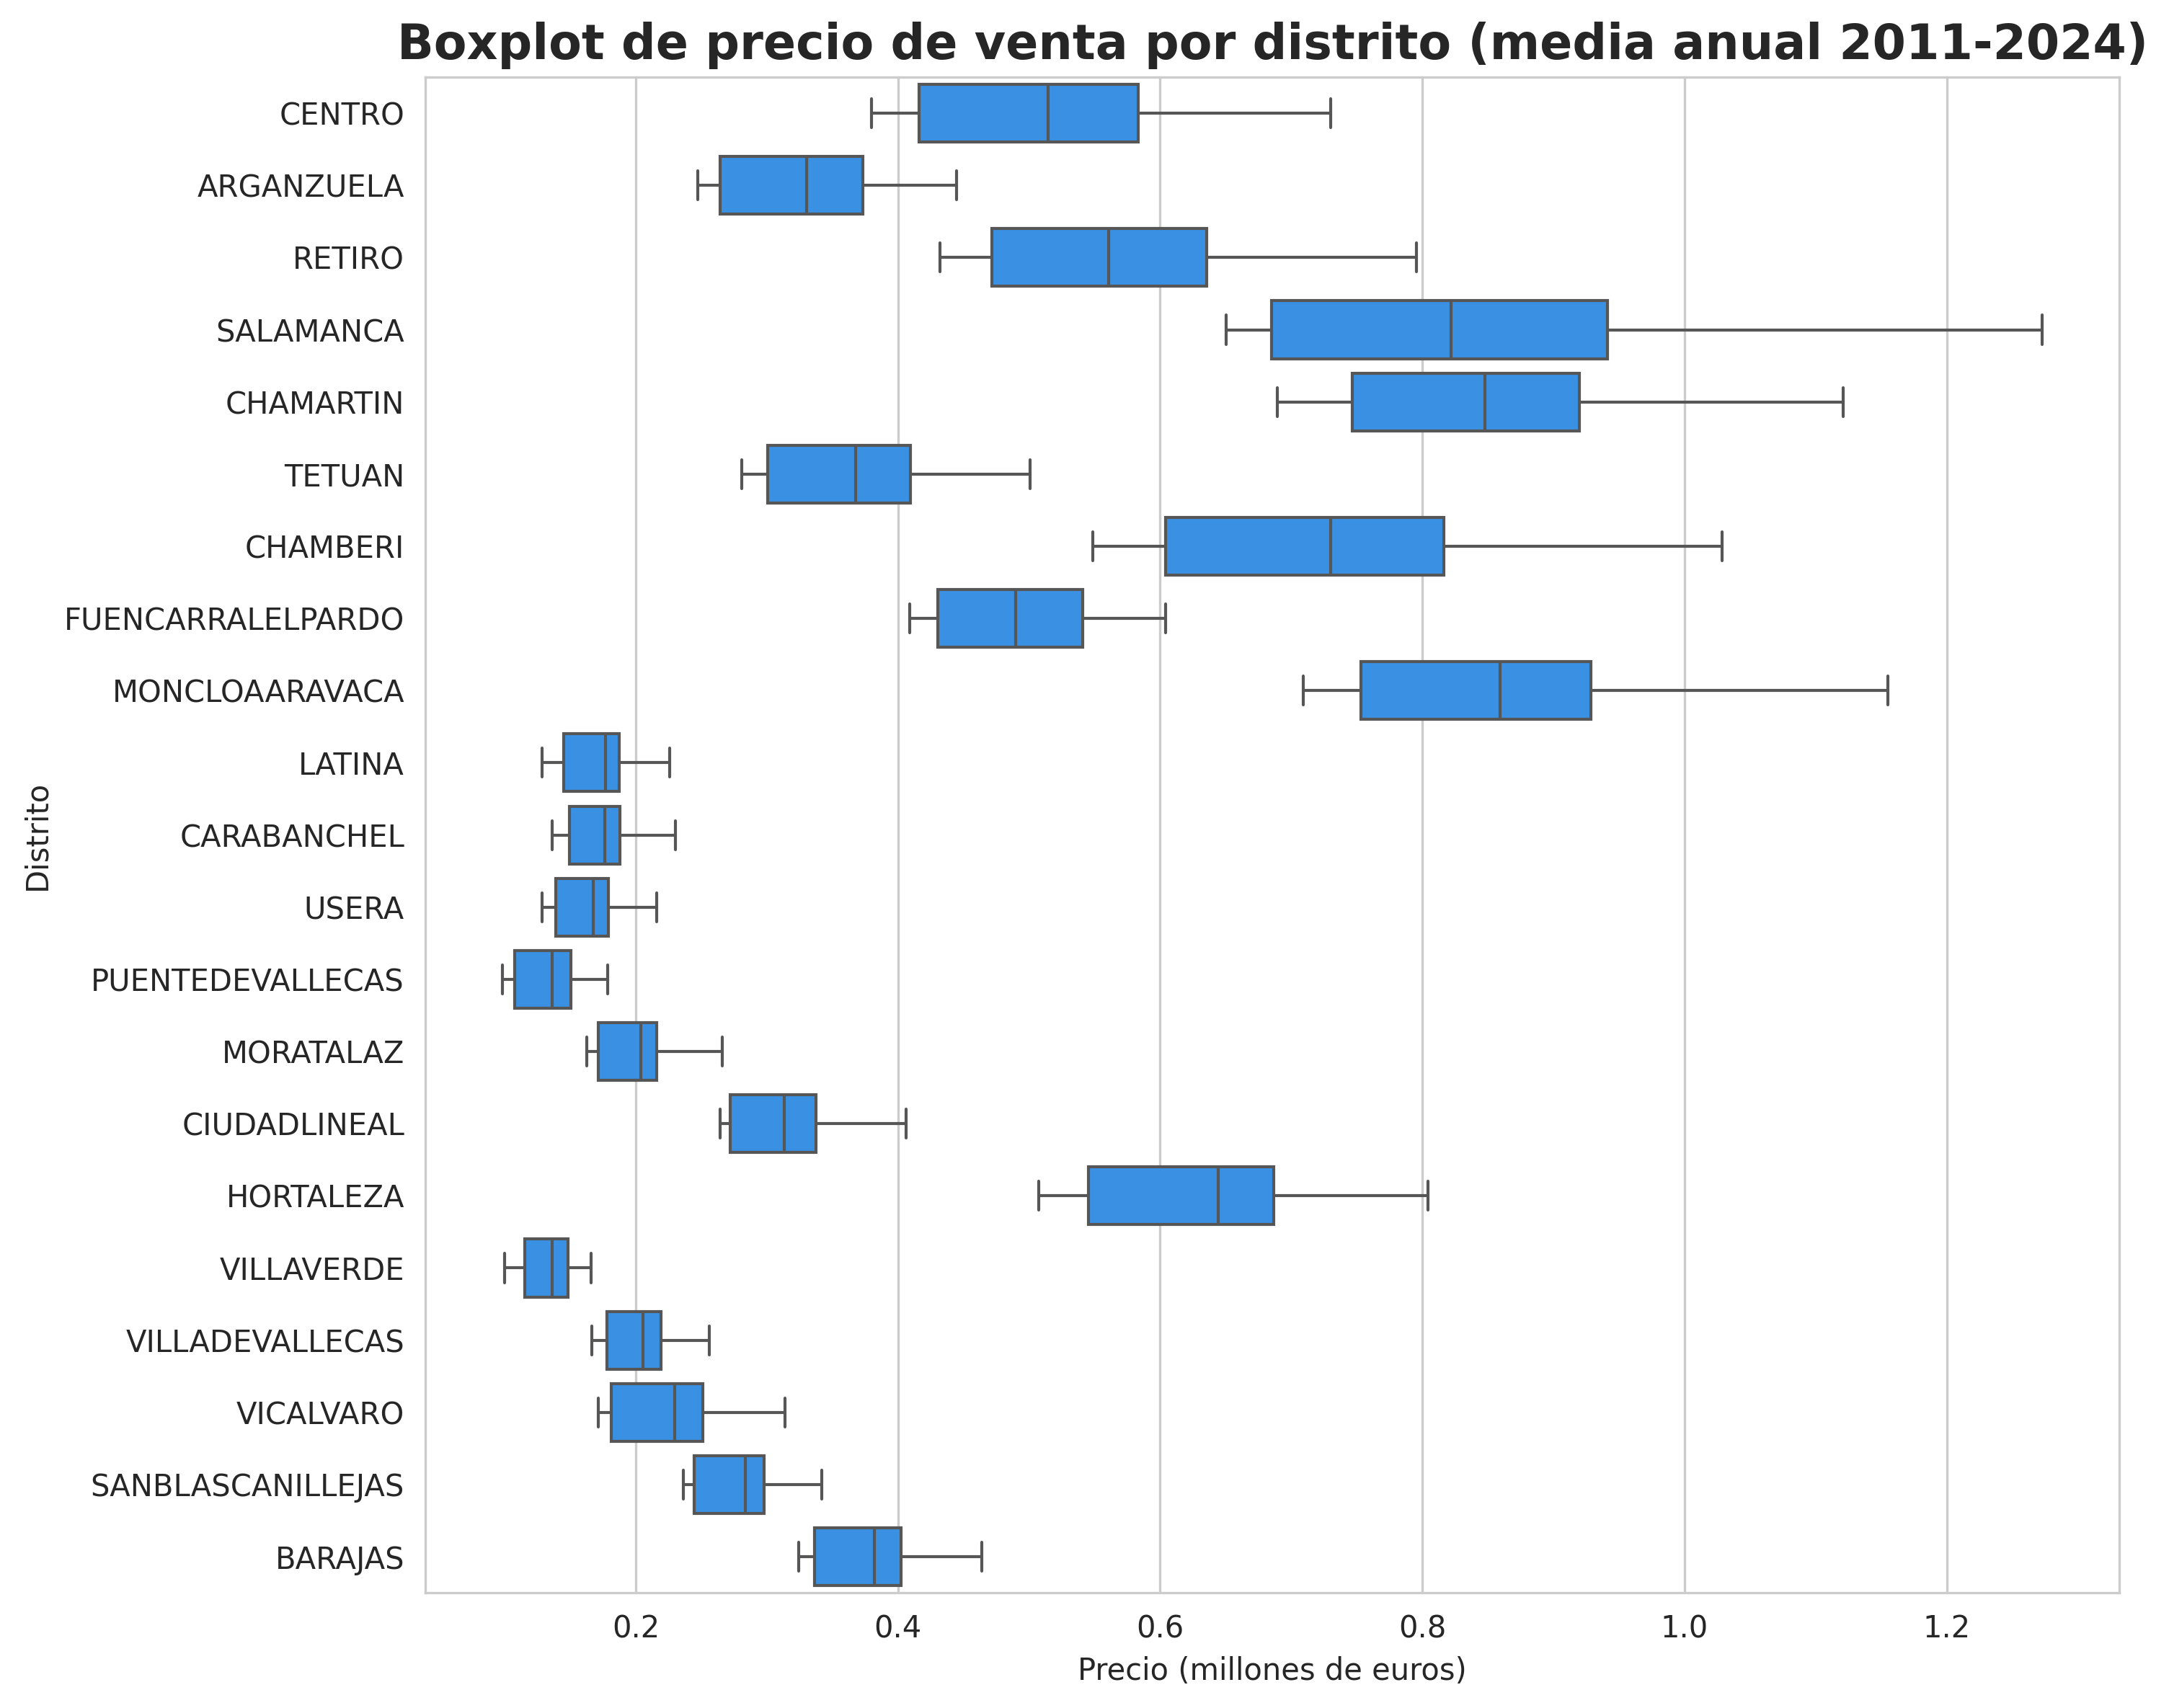 Boxplot de precio de venta por distrito (media anual 2011-2024)
CENTRO
ARGANZUELA
RETIRO
SALAMANCA
CHAMARTIN
TETUAN
CHAMBERI
FUENCARRALELPARDO
MONCLOAARAVACA
LATINA
CARABANCHEL
USERA
PUENTEDEVALLECAS
MORATALAZ
CIUDADLINEAL
HORTALEZA
VILLAVERDE
VILLADEVALLECAS
VICALVARO
SANBLASCANILLEJAS
BARAJAS
Distrito
0.2 0.4 0.6 0.8 1.0 1.2
Precio (millones de euros)